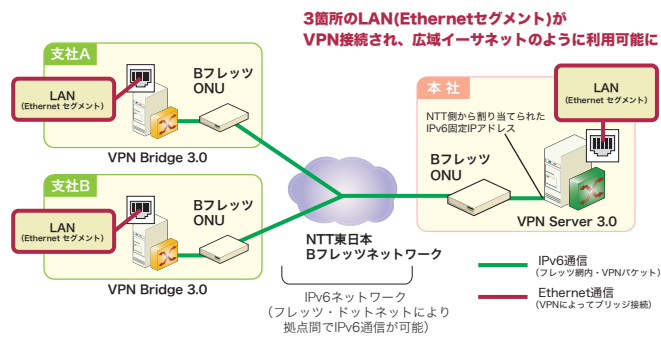 3箇所のLAN(Ethernetセグメント)が
VPN接続され、広域イーサネットのように利用可能に
支社A
LAN
(Ethernet セグメント)
Bフレッツ
ONU
VPN Bridge 3.0
支社B
LAN
(Ethernet セグメント)
Bフレッツ
ONU
VPN Bridge 3.0
NTT東日本
Bフレッツネットワーク
IPv6ネットワーク
(フレッツ・ドットネットにより
拠点間でIPv6通信が可能)
本 社
LAN
(Ethernet セグメント)
NTT側から割り当てられた
IPv6固定IPアドレス
Bフレッツ
ONU
VPN Server 3.0
IPv6通信
(フレッツ網内・VPNパケット)
Ethernet通信
(VPNによってブリッジ接続)